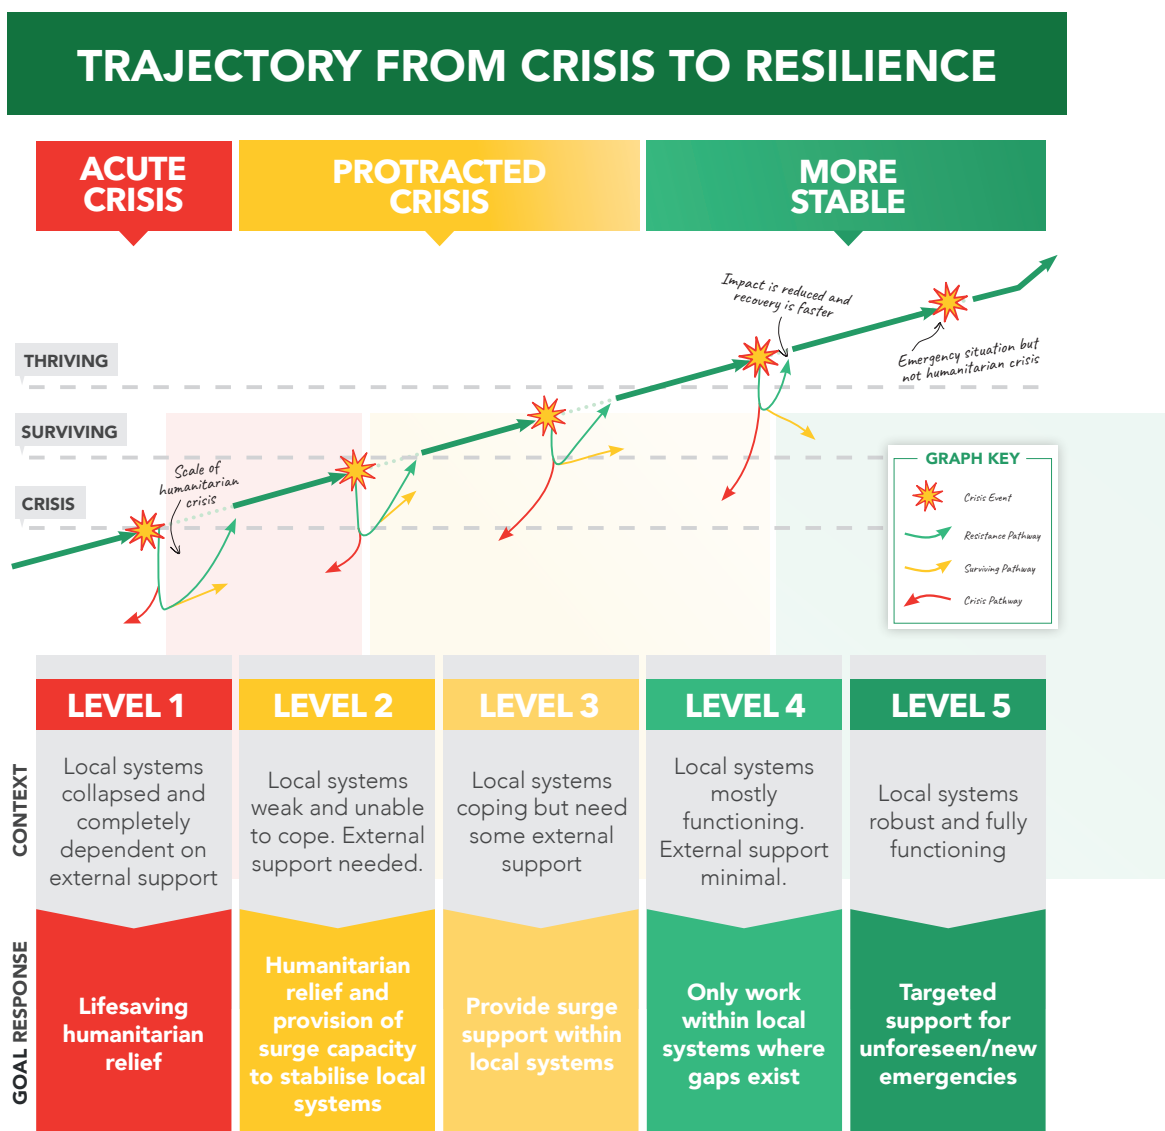 TRAJECTORY FROM CRISIS TO RESILIENCE
ACUTE
CRISIS
PROTRACTED
CRISIS
MORE
STABLE
Impact is reduced and
recovery is faster
Emergency situation but
not humanitarian crisis
THRIVING
SURVIVING
CRISIS
Scale of
humanitarian
crisis
GRAPH KEY
Crisis Event
Resistance Pathway
Surviving Pathway
Crisis Pathway
CONTEXT
LEVEL 1
Local systems
collapsed and
completely
dependent on
external support
LEVEL 2
Local systems
weak and unable
to cope. External
support needed.
LEVEL 3
Local systems
coping but need
some external
support
LEVEL 4
Local systems
mostly
functioning.
External support
minimal.
LEVEL 5
Local systems
robust and fully
functioning
GOAL RESPONSE
Lifesaving
humanitarian
relief
Humanitarian
relief and
provision of
surge capacity
to stabilise local
systems
Provide surge
support within
local systems
Only work
within local
systems where
gaps exist
Targeted
support for
unforeseen/new
emergencies